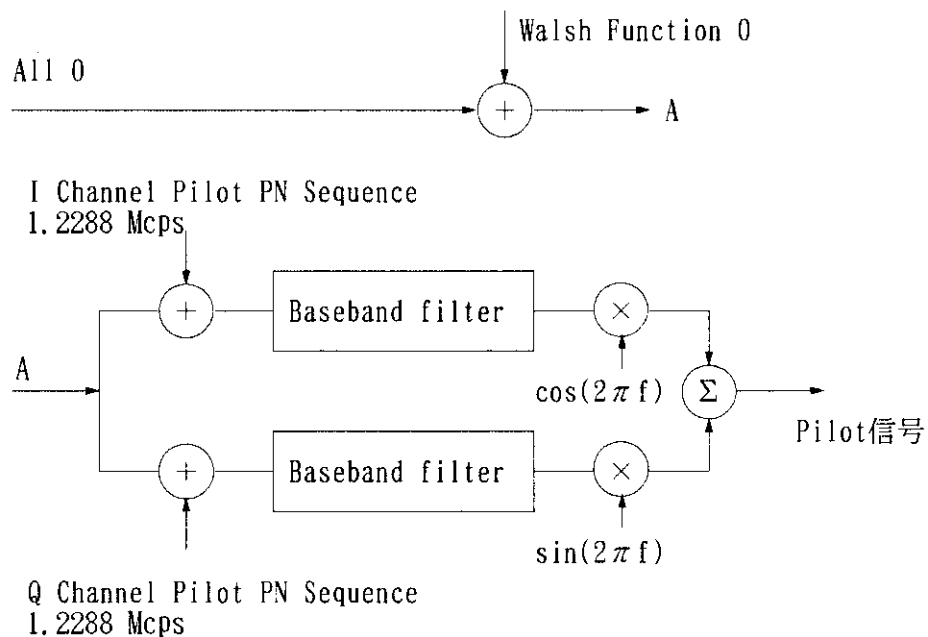 Walsh Function 0
All 0
+
A
I Channel Pilot PN Sequence
1.2288 Mcps
+
Baseband filter
×
cos(2πf)
A
Σ
Pilot信号
+
Baseband filter
×
sin(2πf)
Q Channel Pilot PN Sequence
1.2288 Mcps